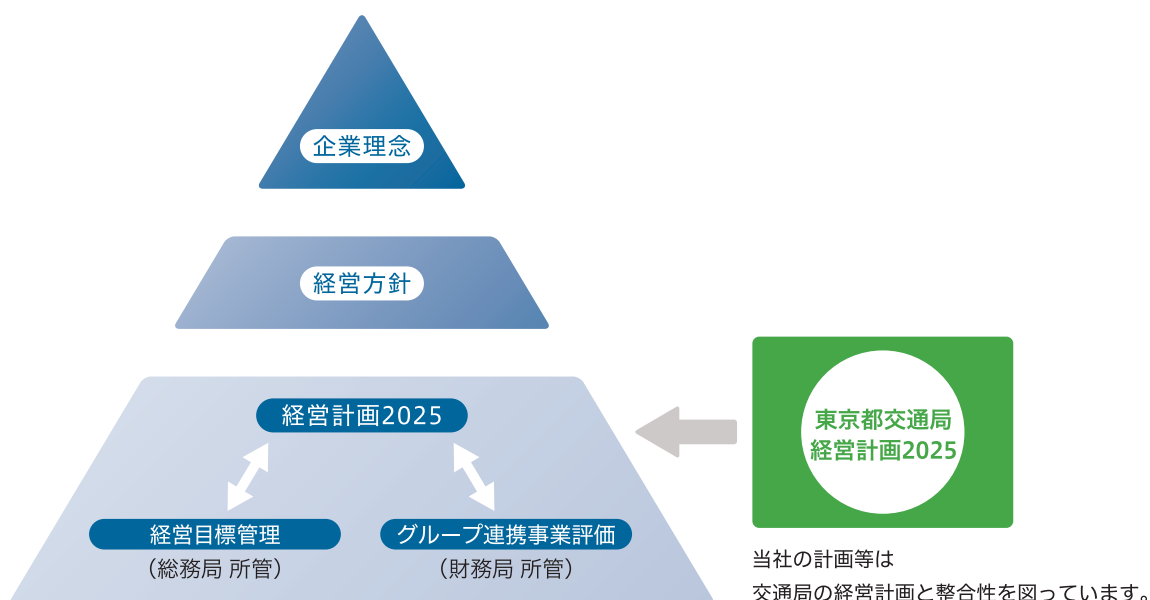 企業理念
経営方針
経営計画2025
経営目標管理
（総務局 所管）
グループ連携事業評価
（財務局 所管）
東京都交通局
経営計画2025
当社の計画等は
交通局の経営計画と整合性を図っています。